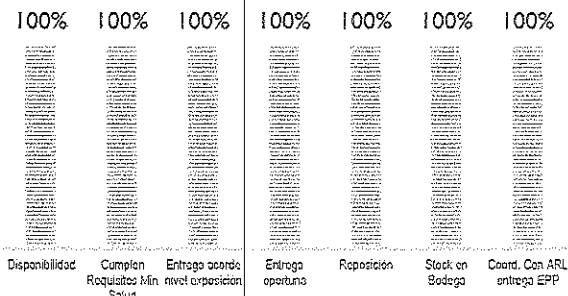 100% 100% 100% 100% 100% 100% 100%
Disponibilidad Cumplen Entrega acorde Entrega Reposición Stock en Coord. Con ARL
Requisitos Min nivel exposición oportuna Bodega entrega EPP
Salud